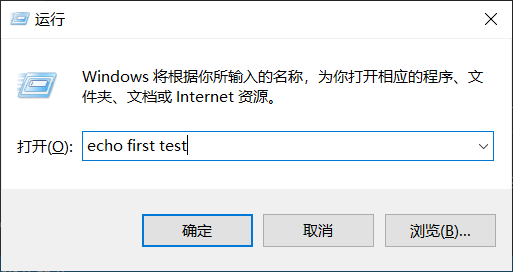 运行
Windows 将根据你所输入的名称，为你打开相应的程序、文
件夹、文档或 Internet 资源。
打开(O): echo first test
确定 取消 浏览(B)...